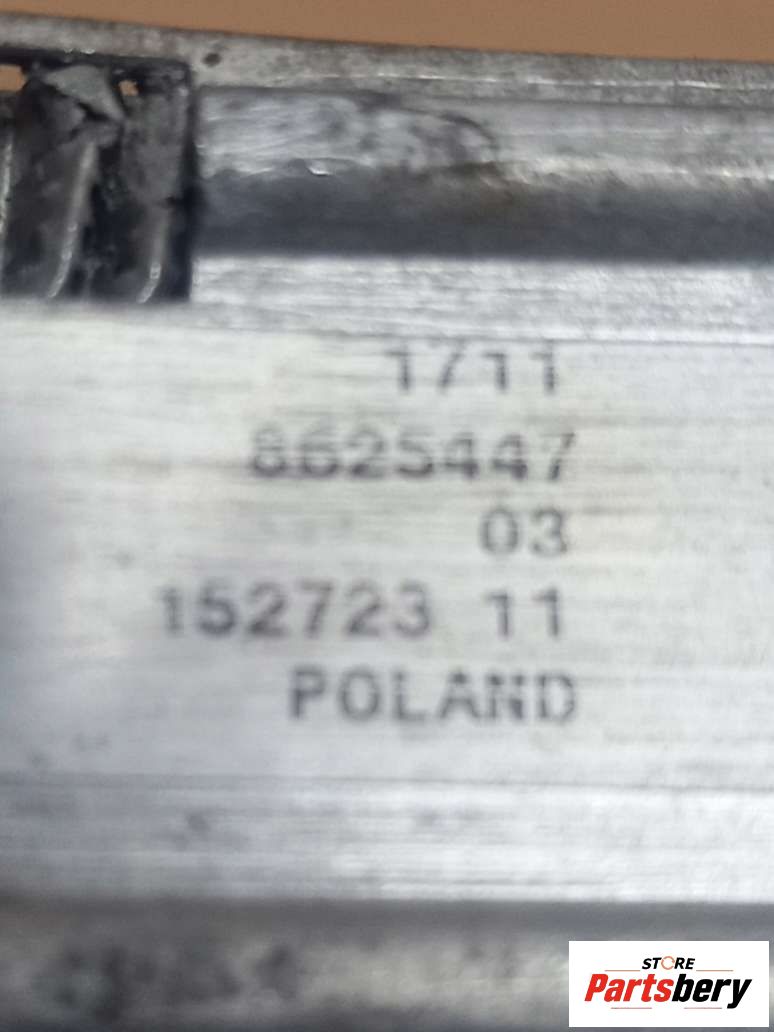 1711
8625447
03
152723 11
POLAND
STORE
Partsbery